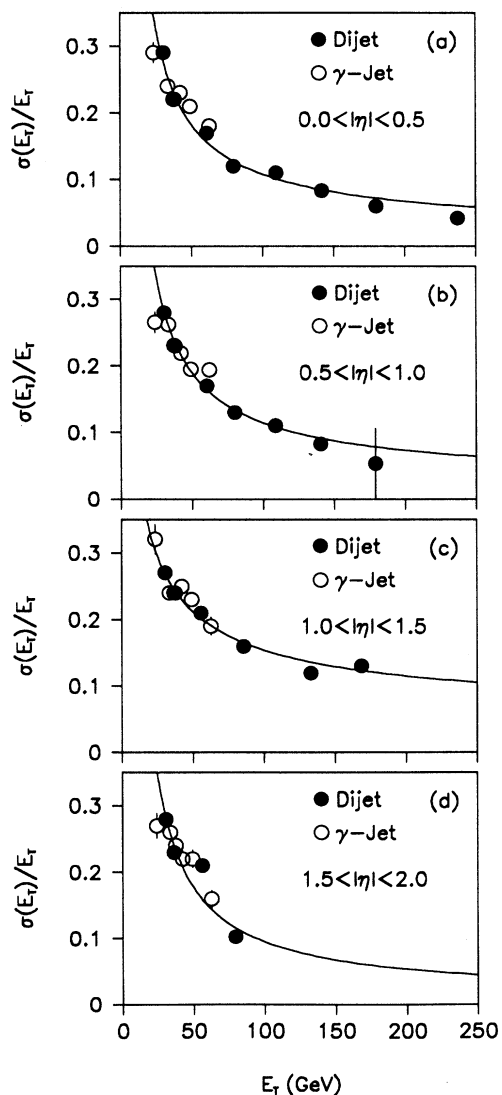 σ(E_T)/E_T
0.3
0.2
0.1
0
● Dijet (a)
○ γ-Jet
0.0<|η|<0.5
σ(E_T)/E_T
0.3
0.2
0.1
0
● Dijet (b)
○ γ-Jet
0.5<|η|<1.0
σ(E_T)/E_T
0.3
0.2
0.1
0
● Dijet (c)
○ γ-Jet
1.0<|η|<1.5
σ(E_T)/E_T
0.3
0.2
0.1
0
● Dijet (d)
○ γ-Jet
1.5<|η|<2.0
0 50 100 150 200 250
E_T (GeV)